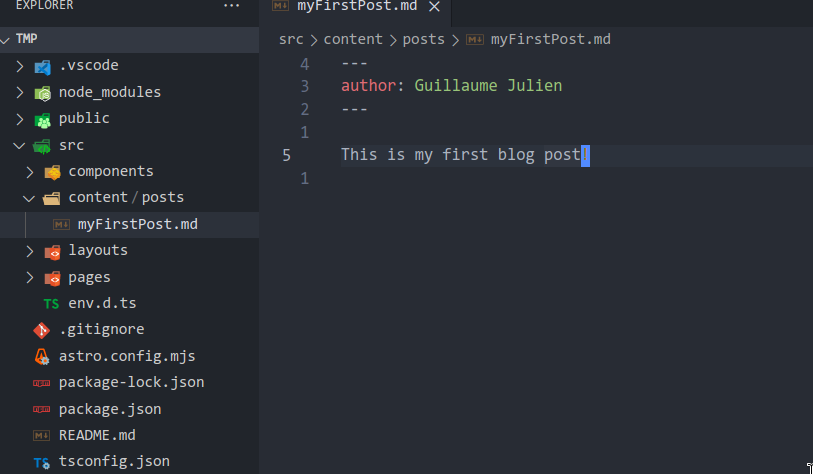 EXPLORER ···
TMP
.vscode
node_modules
public
src
components
content / posts
myFirstPost.md
layouts
pages
TS env.d.ts
.gitignore
astro.config.mjs
package-lock.json
package.json
README.md
TS tsconfig.json
myFirstPost.md
src > content > posts > myFirstPost.md
4 ---
3 author: Guillaume Julien
2 ---
1
5 This is my first blog post!
1